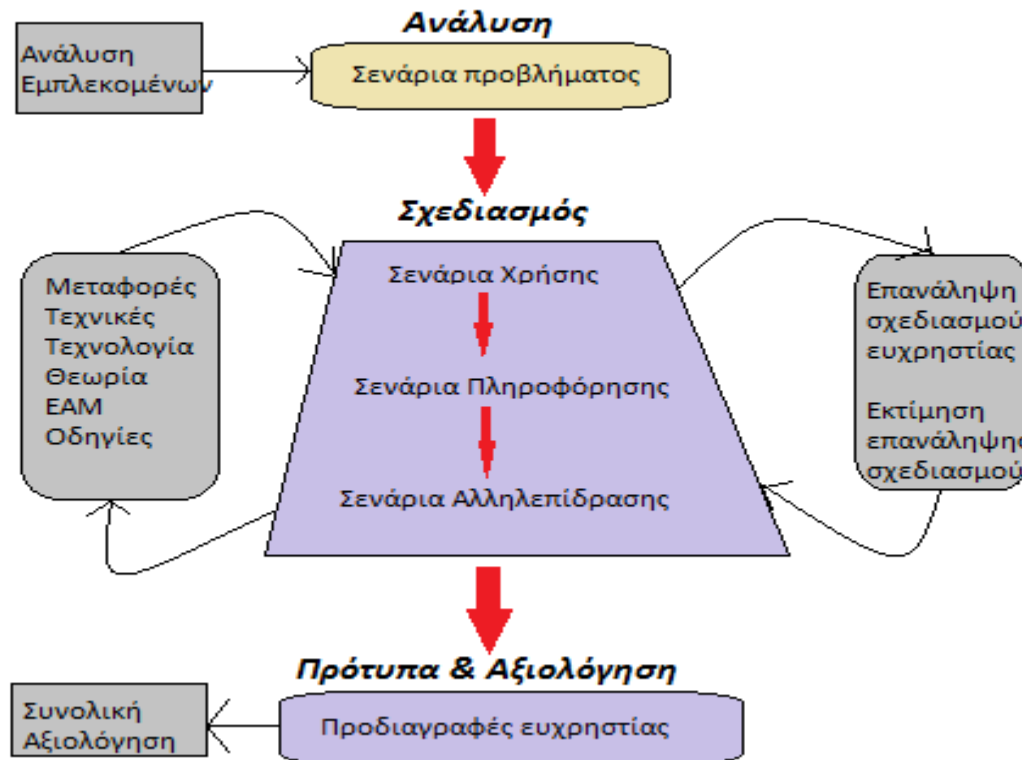 Ανάλυση
Ανάλυση
Εμπλεκομένων
Σενάρια προβλήματος
Σχεδιασμός
Μεταφορές
Τεχνικές
Τεχνολογία
Θεωρία
ΕΑΜ
Οδηγίες
Σενάρια Χρήσης
Σενάρια Πληροφόρησης
Σενάρια Αλληλεπίδρασης
Επανάληψη
σχεδιασμού
ευχρηστίας
Εκτίμηση
επανάληψης
σχεδιασμού
Πρότυπα & Αξιολόγηση
Συνολική
Αξιολόγηση
Προδιαγραφές ευχρηστίας